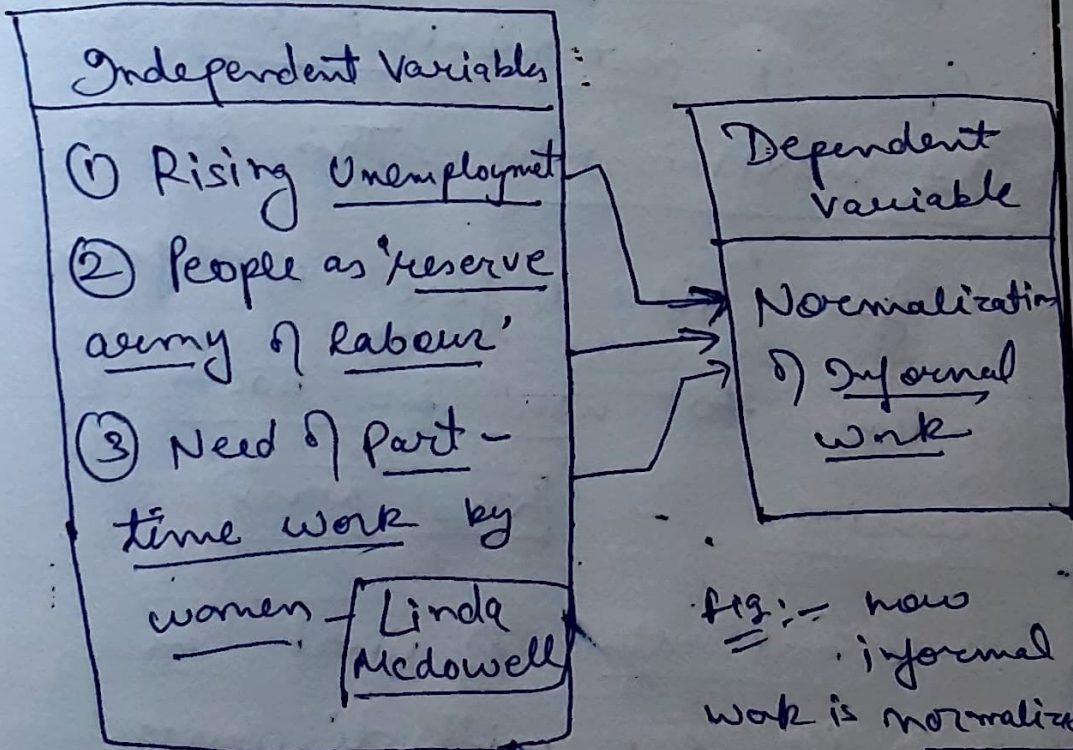 Independent Variables
① Rising Unemploymet
② People as 'reserve
army of labour'
③ Need of Part-
time work by
women - Linda
Mcdowell
Dependent
Variable
Normalization
of Informal
work
fig:- how
informal
work is normalize